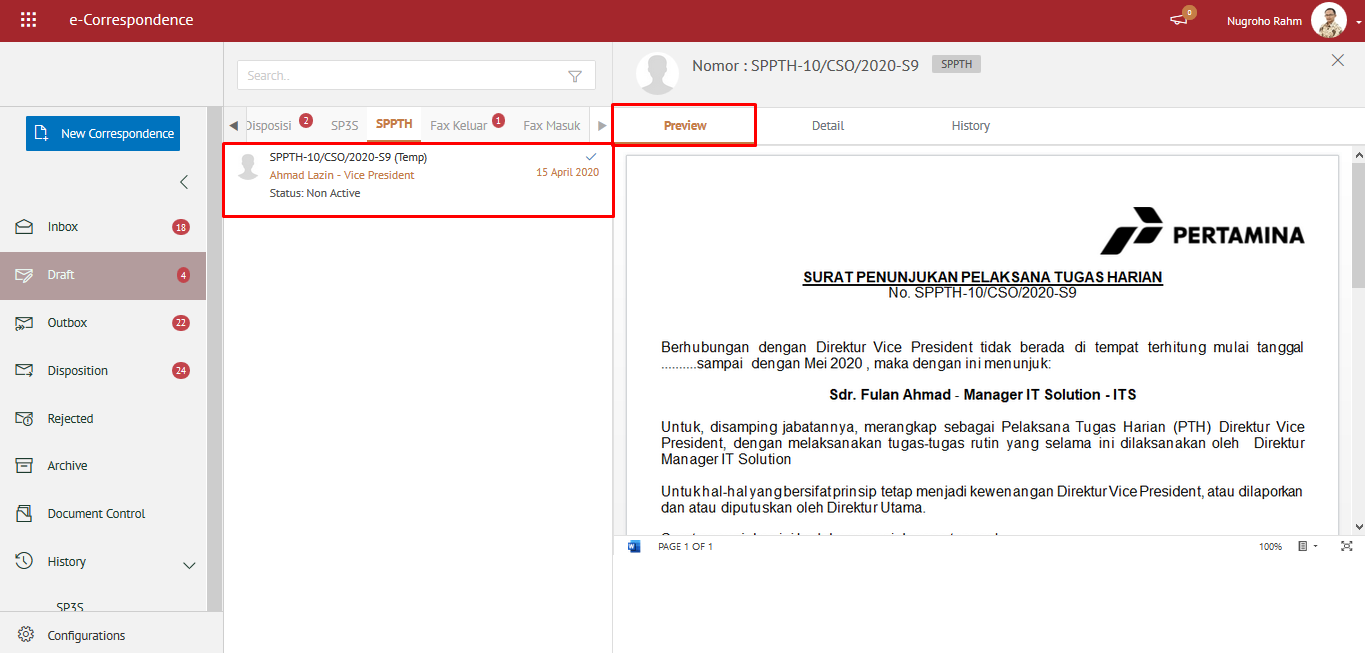 e-Correspondence
0
Nugroho Rahm
New Correspondence
Inbox 18
Draft 4
Outbox 22
Disposition 24
Rejected
Archive
Document Control
History
SP3S
Configurations
Search..
Disposisi 2 SP3S SPPTH Fax Keluar 1 Fax Masuk
SPPTH-10/CSO/2020-S9 (Temp)
Ahmad Lazin - Vice President 15 April 2020
Status: Non Active
Nomor : SPPTH-10/CSO/2020-S9 SPPTH
Preview Detail History
PERTAMINA
SURAT PENUNJUKAN PELAKSANA TUGAS HARIAN
No. SPPTH-10/CSO/2020-S9
Berhubungan dengan Direktur Vice President tidak berada di tempat terhitung mulai tanggal
..........sampai dengan Mei 2020 , maka dengan ini menunjuk:
Sdr. Fulan Ahmad - Manager IT Solution - ITS
Untuk, disamping jabatannya, merangkap sebagai Pelaksana Tugas Harian (PTH) Direktur Vice
President, dengan melaksanakan tugas-tugas rutin yang selama ini dilaksanakan oleh Direktur
Manager IT Solution
Untuk hal-hal yang bersifat prinsip tetap menjadi kewenangan Direktur Vice President, atau dilaporkan
dan atau diputuskan oleh Direktur Utama.
PAGE 1 OF 1
100%